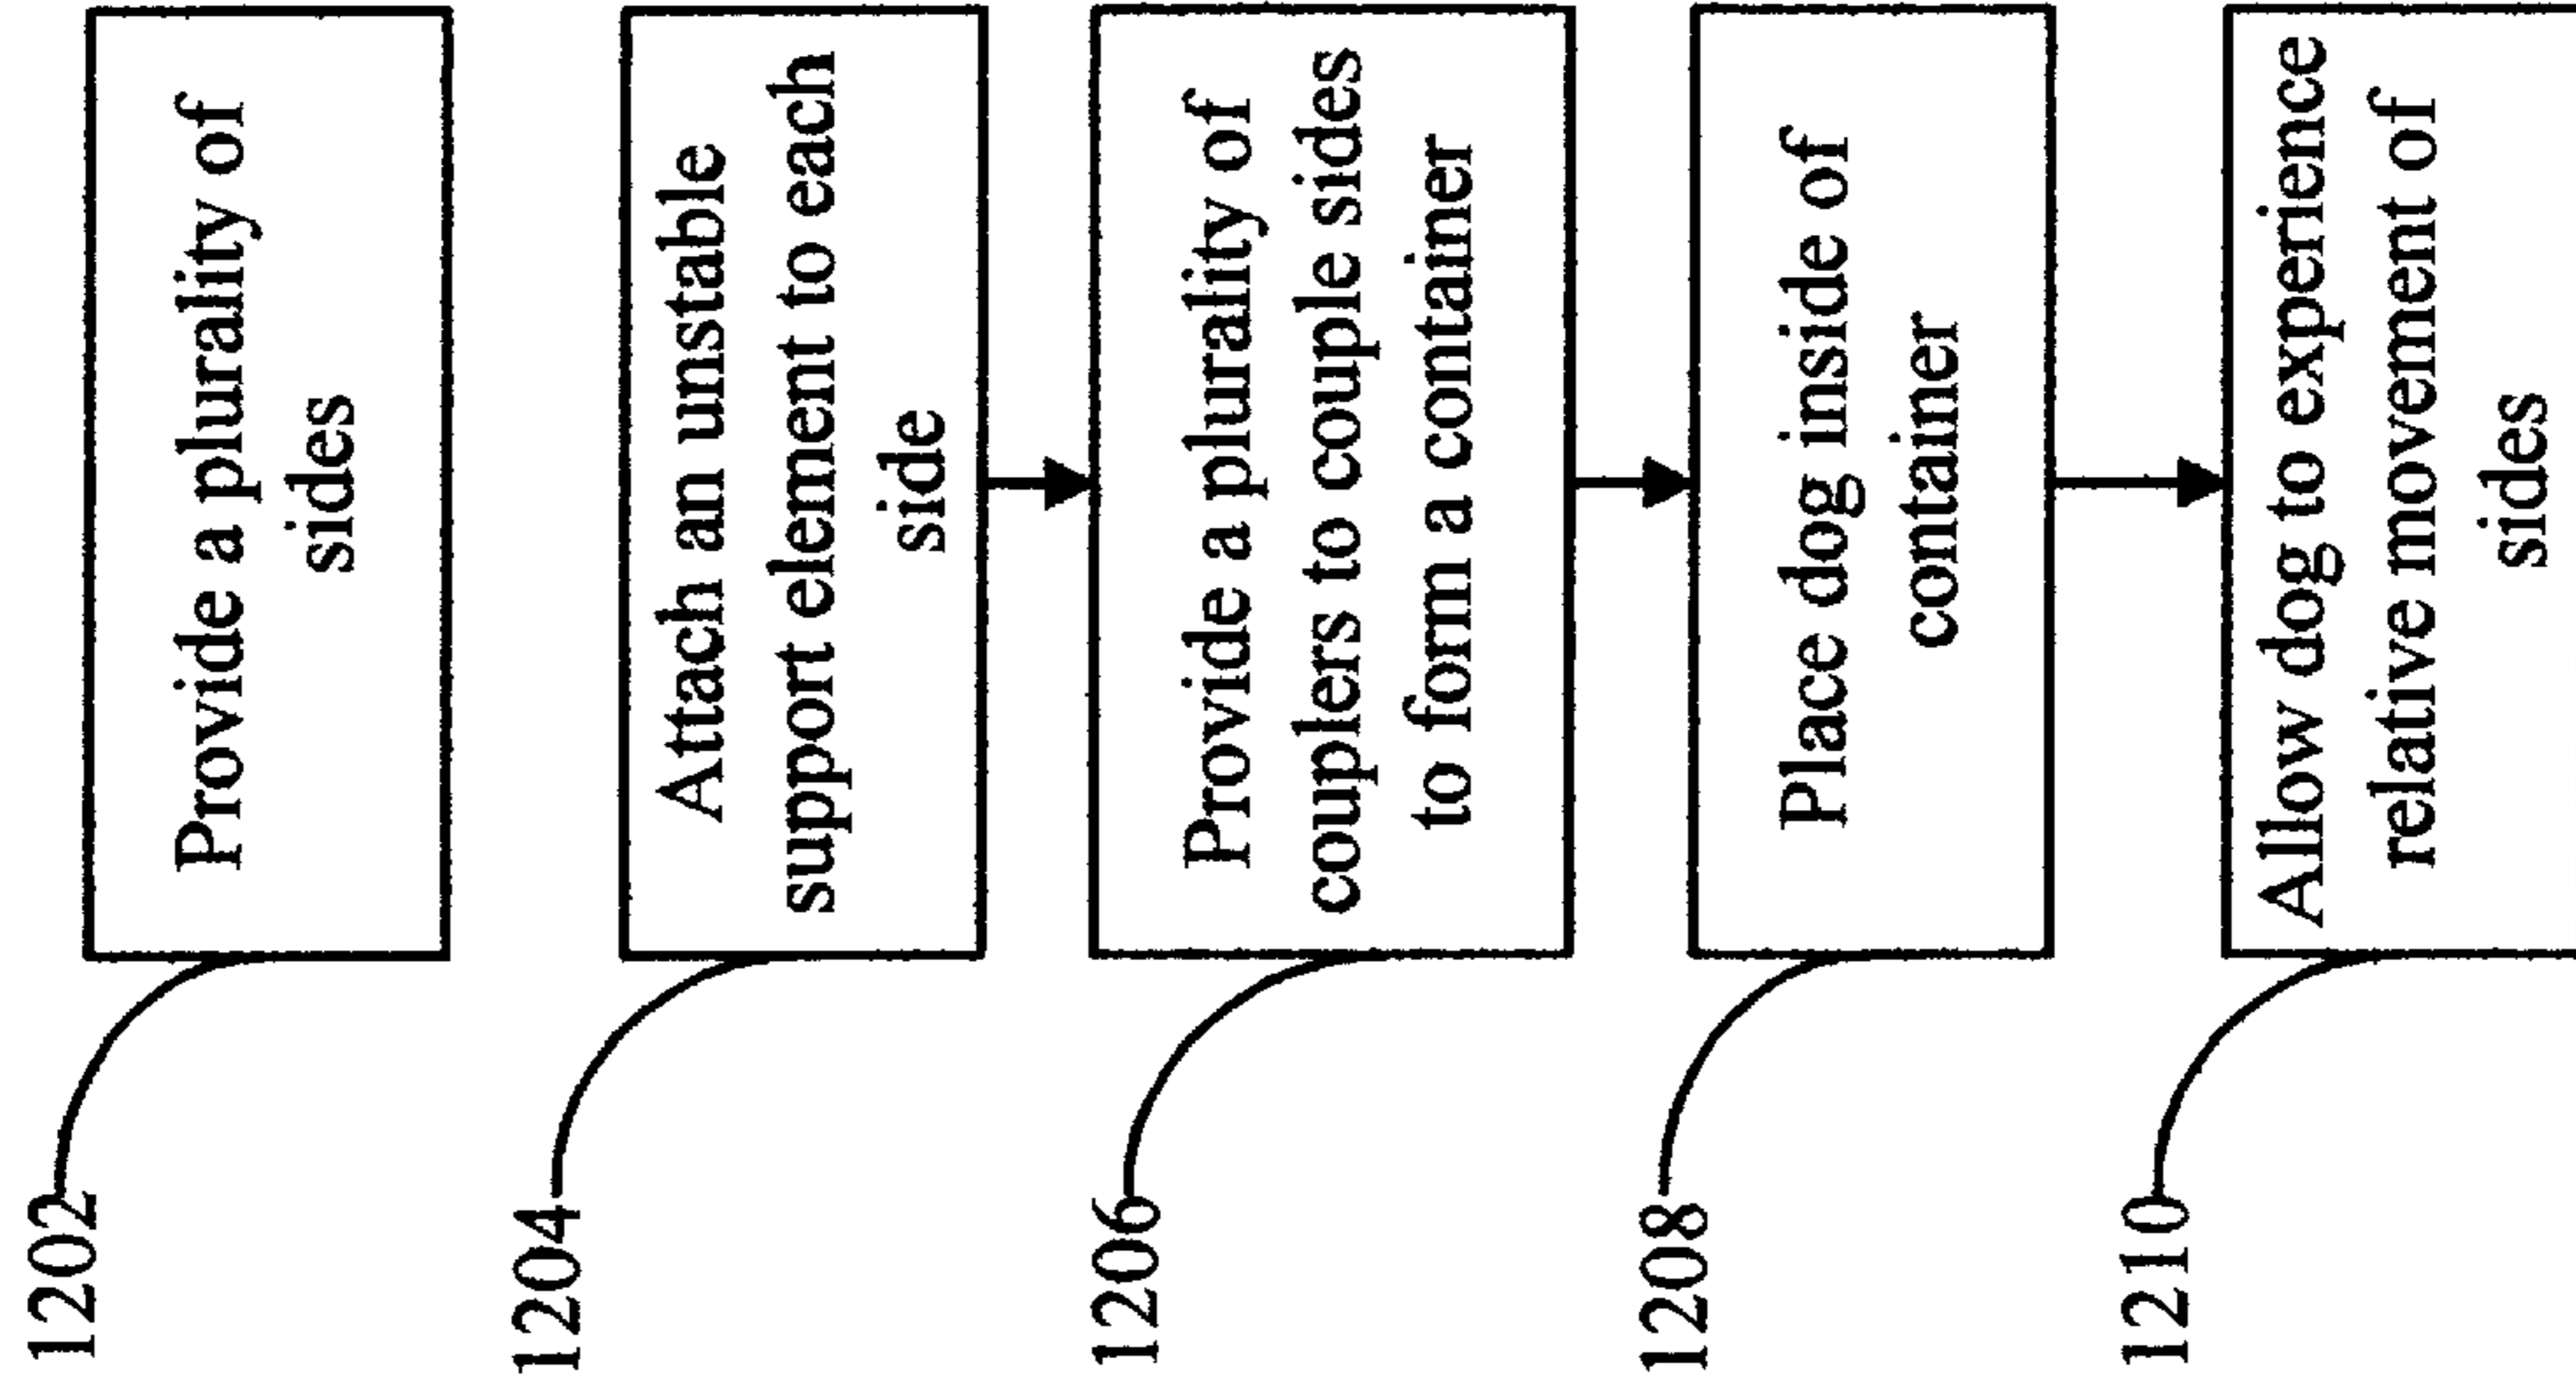 1202
Provide a plurality of
sides
1204
Attach an unstable
support element to each
side
1206
Provide a plurality of
couplers to couple sides
to form a container
1208
Place dog inside of
container
1210
Allow dog to experience
relative movement of
sides